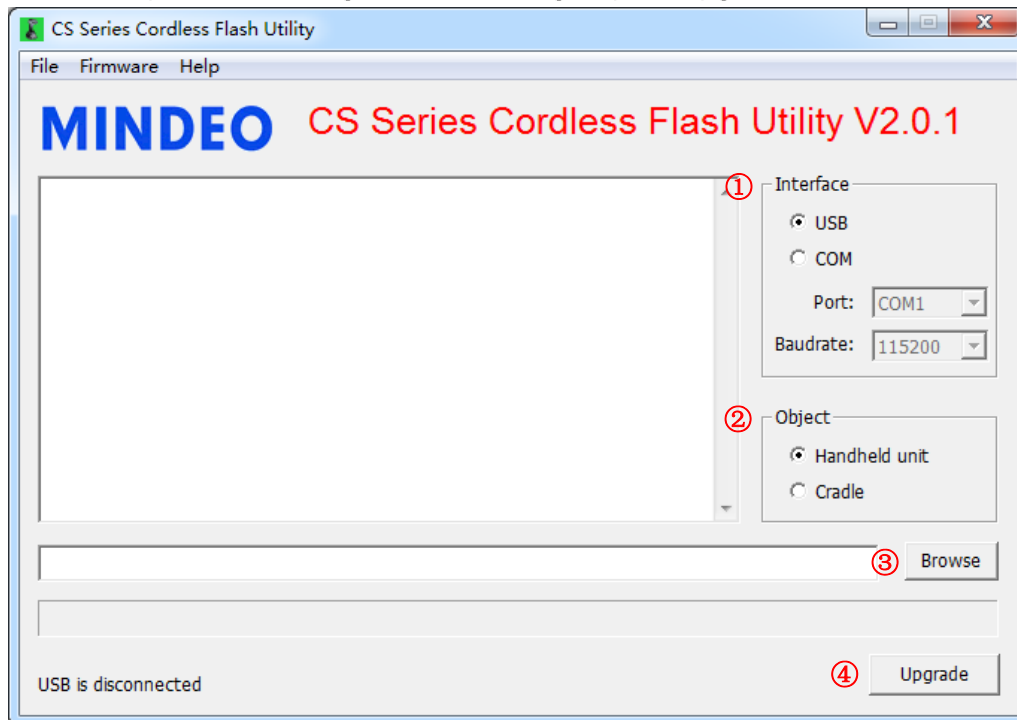 CS Series Cordless Flash Utility
File Firmware Help
MINDEO CS Series Cordless Flash Utility V2.0.1
① Interface
USB
COM
Port: COM1
Baudrate: 115200
② Object
Handheld unit
Cradle
③ Browse
④ Upgrade
USB is disconnected